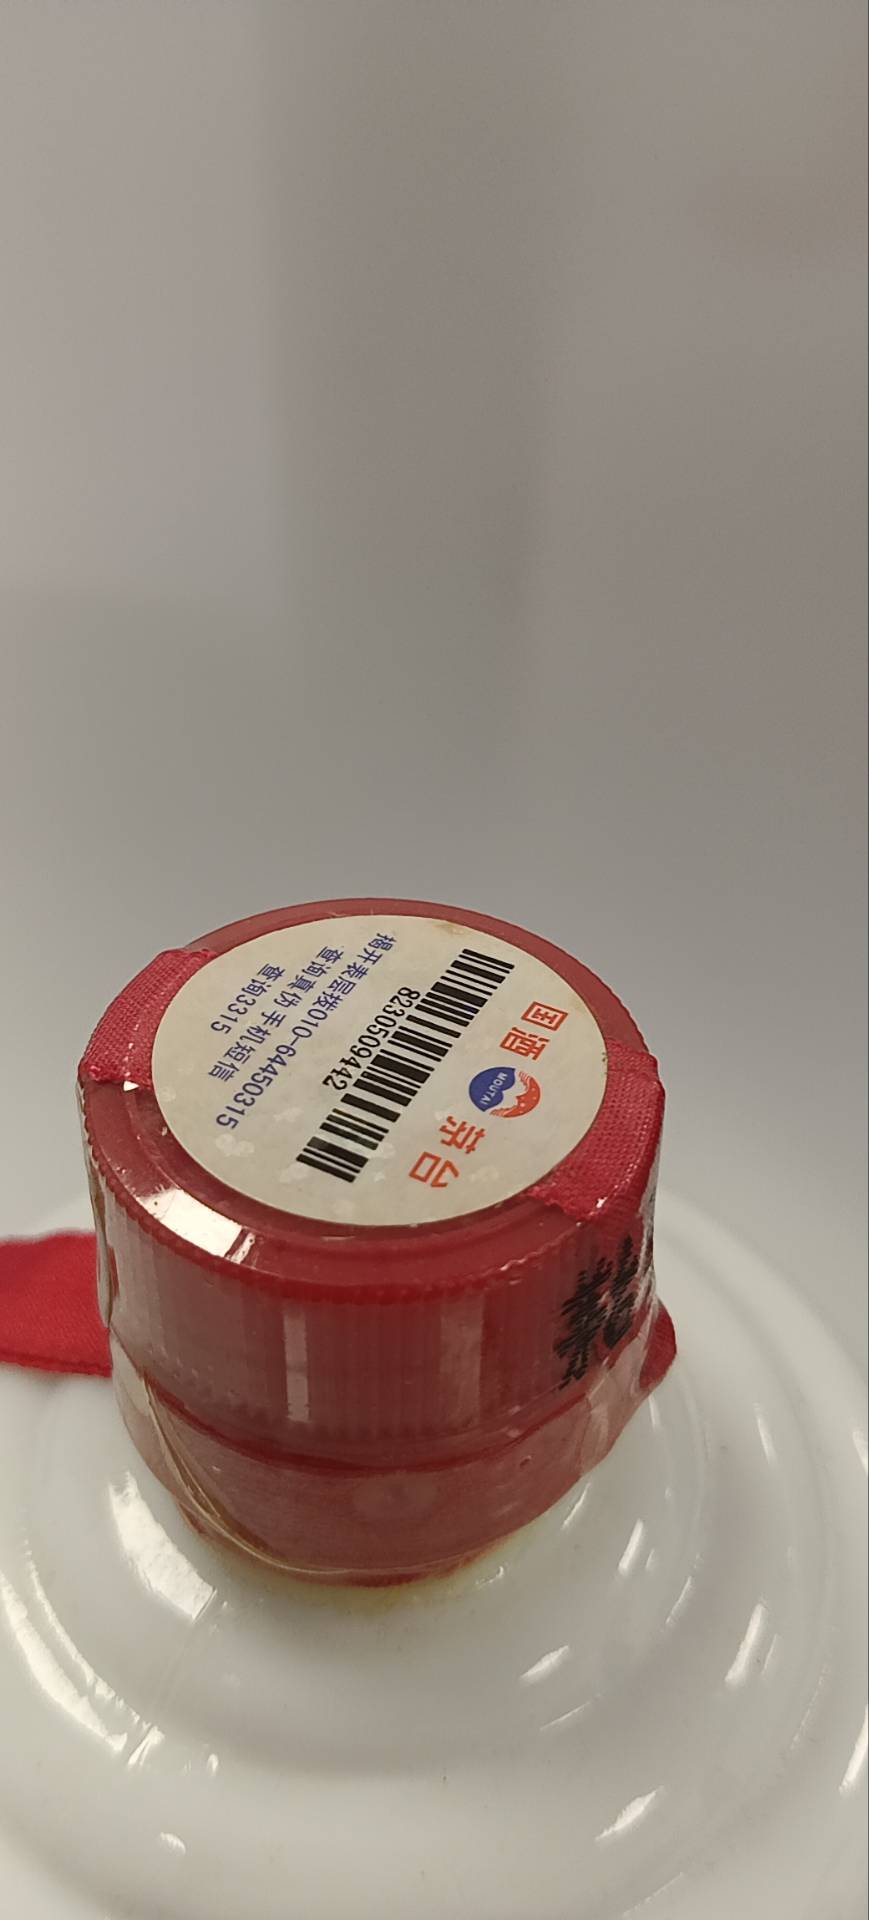 国酒 茅台
MOUTAI
8230509442
揭开表层拨010-64450315
查询真伪 手机短信
查询3315